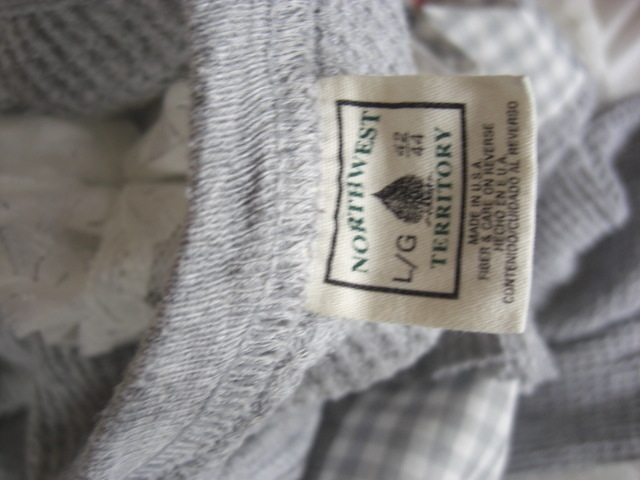 NORTHWEST
L/G 42 44
TERRITORY
MADE IN U.S.A.
FIBER & CARE ON REVERSE
HECHO EN E.U.A.
CONTENIDO/CUIDADO AL REVERSO